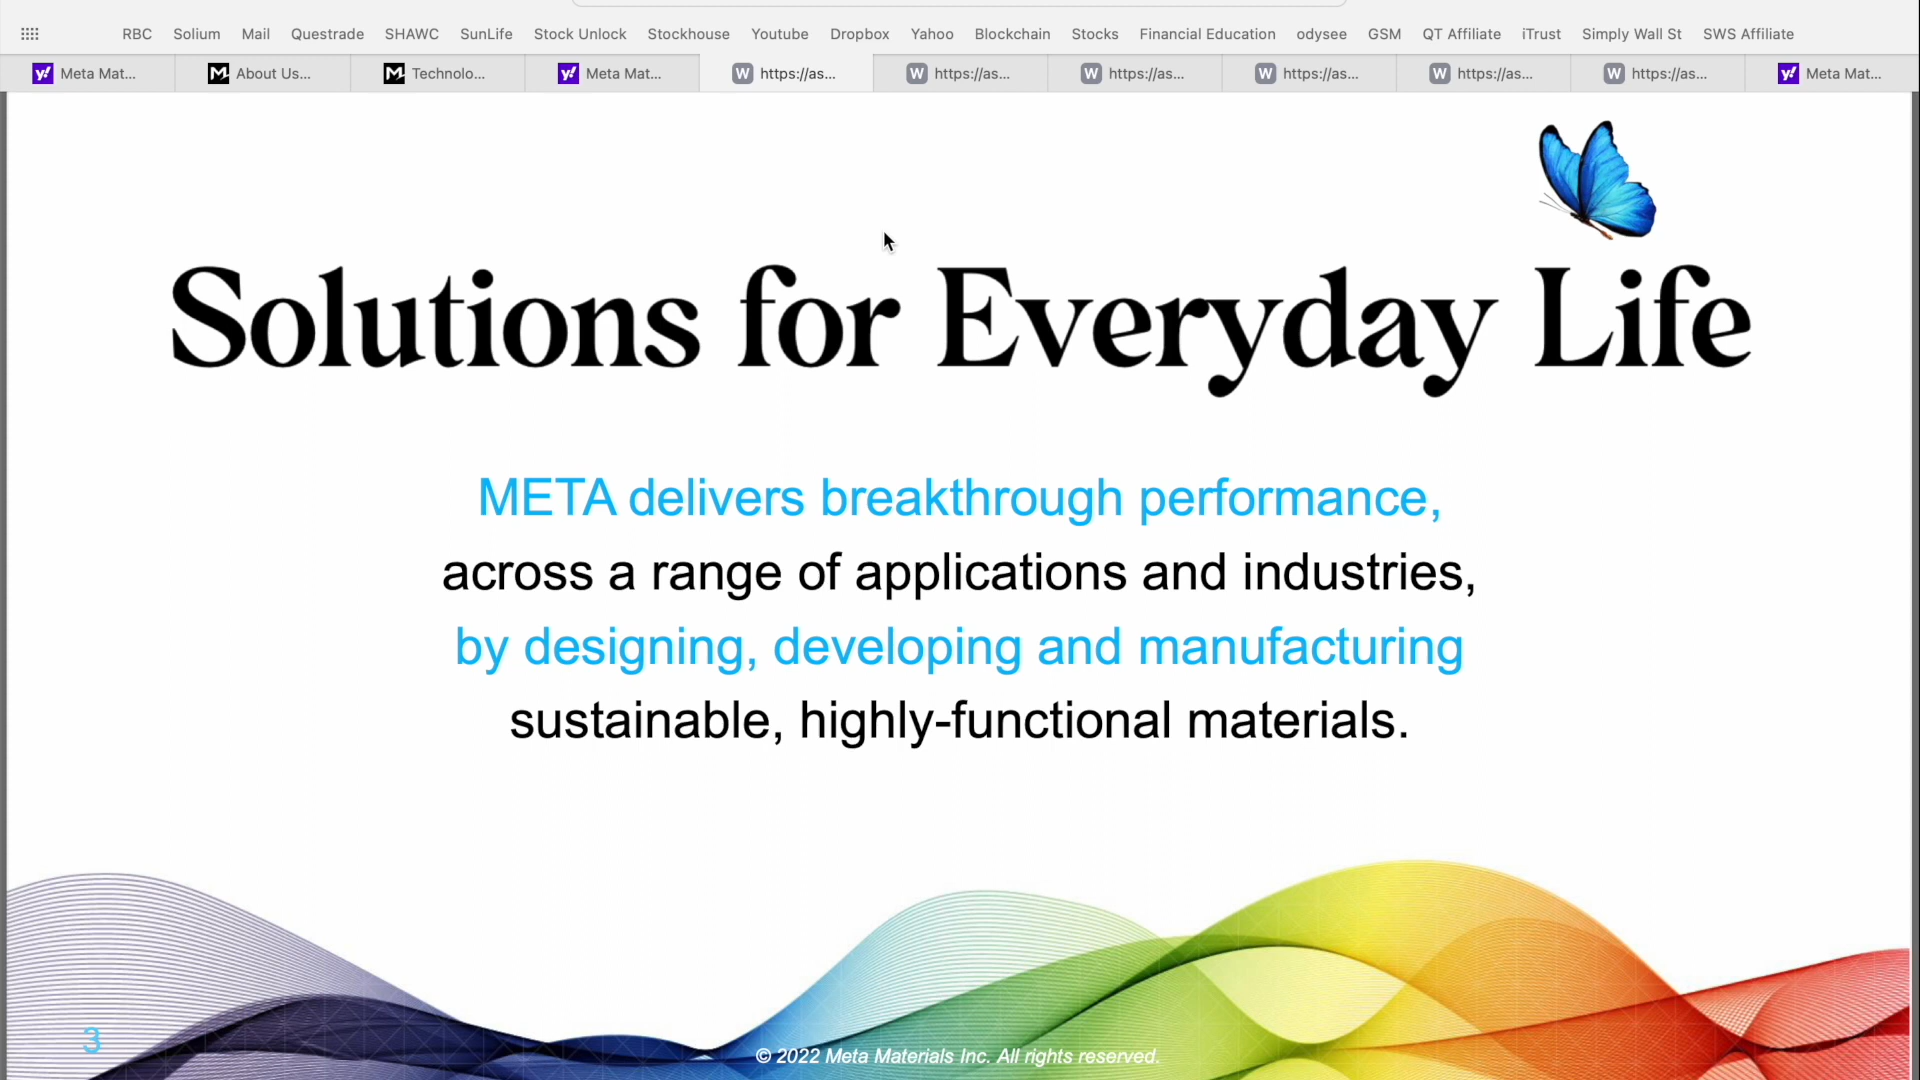 RBC Solium Mail Questrade SHAWC SunLife Stock Unlock Stockhouse Youtube Dropbox Yahoo Blockchain Stocks Financial Education odysee GSM QT Affiliate iTrust Simply Wall St SWS Affiliate
y! Meta Mat... M About Us... M Technolo... y! Meta Mat... W https://as... W https://as... W https://as... W https://as... W https://as... W https://as... y! Meta Mat...
Solutions for Everyday Life
META delivers breakthrough performance,
across a range of applications and industries,
by designing, developing and manufacturing
sustainable, highly-functional materials.
3
© 2022 Meta Materials Inc. All rights reserved.